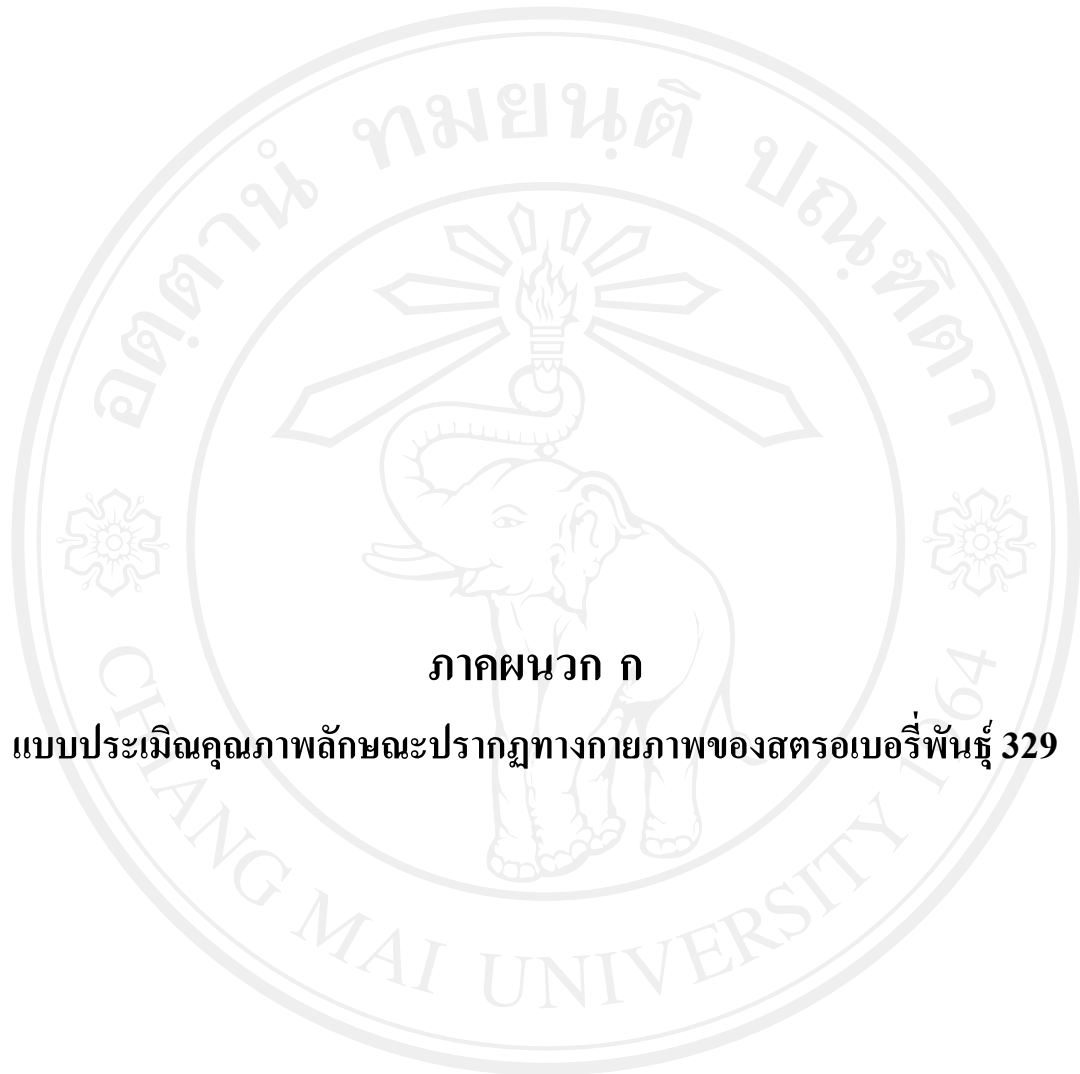 อตฺตานํ ทมยนฺติ ปณฺฑิตา
ภาคผนวก ก
แบบประเมินคุณภาพลักษณะปรากฏทางกายภาพของสตรอเบอรี่พันธุ์ 329
CHIANG MAI UNIVERSITY 1964